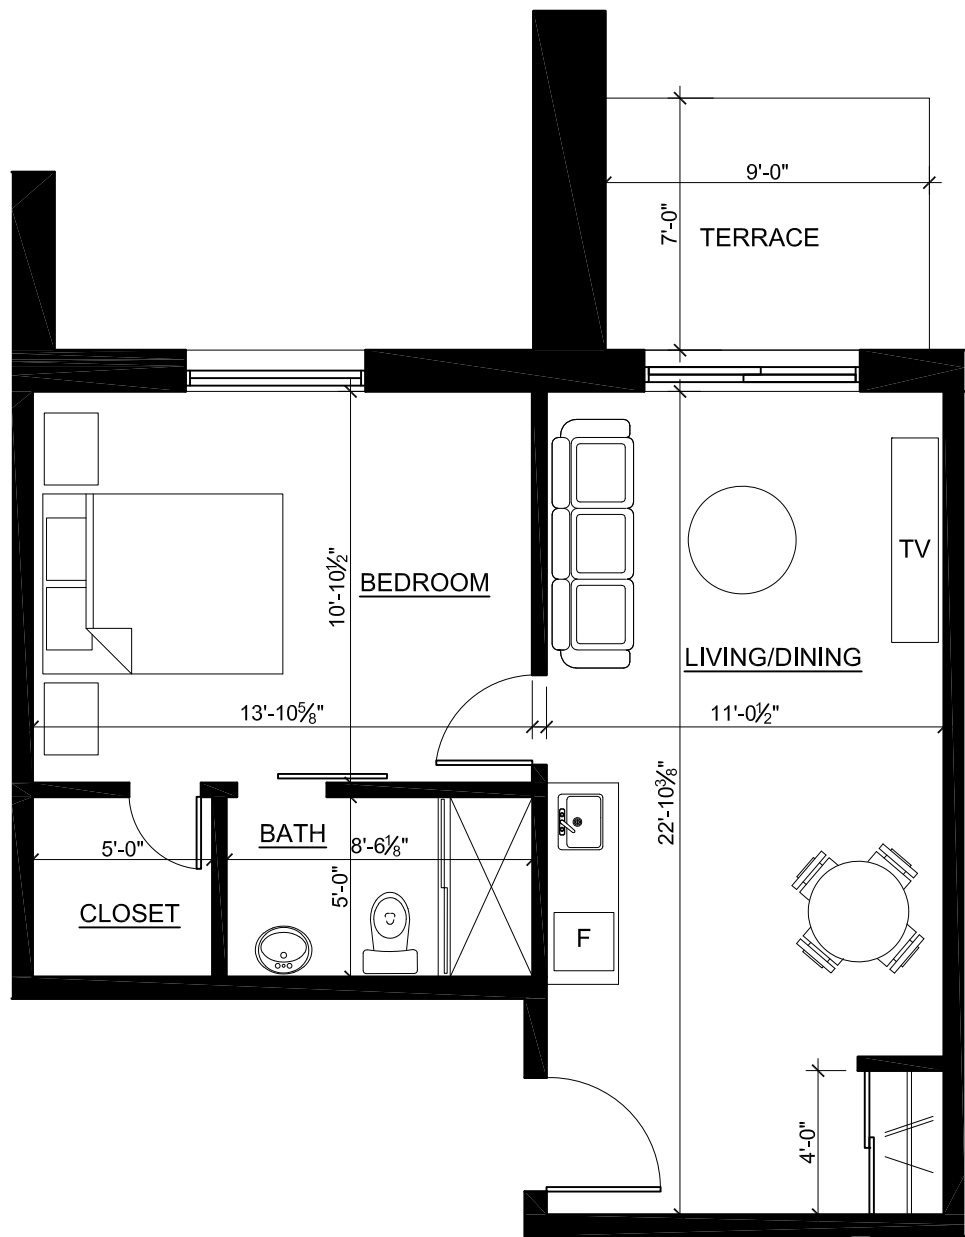 9'-0"
7'-0"
TERRACE
10'-10½"
BEDROOM
TV
LIVING/DINING
13'-10⅝"
11'-0½"
22'-10⅜"
BATH
5'-0"
8'-6⅛"
5'-0"
CLOSET
F
4'-0"